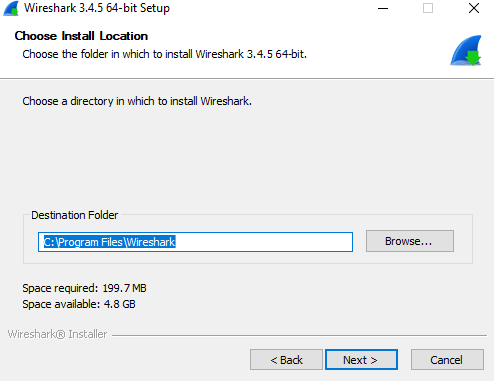 Wireshark 3.4.5 64-bit Setup
Choose Install Location
Choose the folder in which to install Wireshark 3.4.5 64-bit.
Choose a directory in which to install Wireshark.
Destination Folder
C:\Program Files\Wireshark
Browse...
Space required: 199.7 MB
Space available: 4.8 GB
Wireshark® Installer
< Back
Next >
Cancel